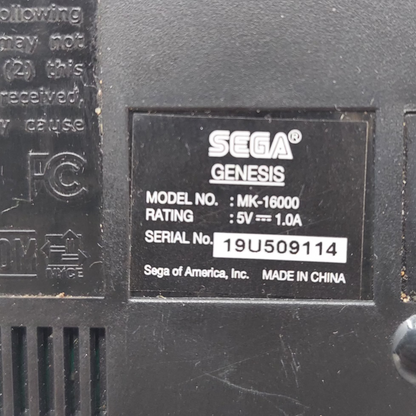 following
may not
(2) this
received,
y cause
FC
SEGA®
GENESIS
MODEL NO. : MK-16000
RATING : 5V⎓1.0A
SERIAL No. 19U509114
Sega of America, Inc. MADE IN CHINA